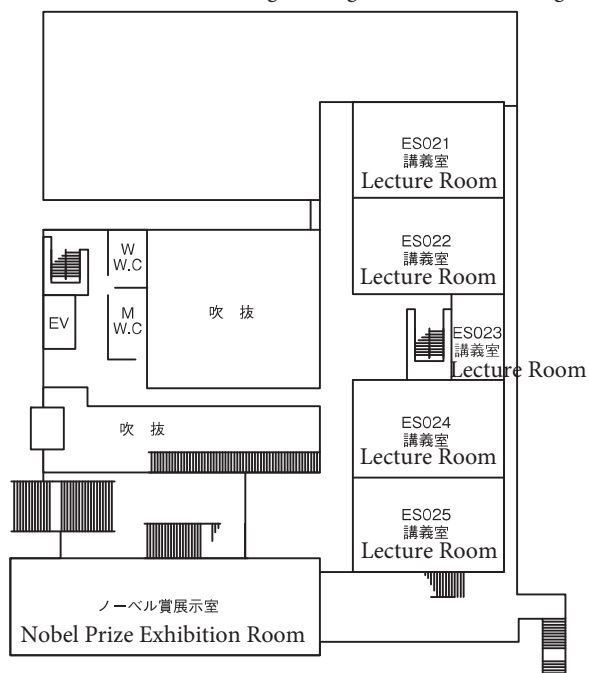 ES021
講義室
Lecture Room
ES022
講義室
Lecture Room
W
W.C
M
W.C
EV
吹 抜
ES023
講義室
Lecture Room
吹 抜
ES024
講義室
Lecture Room
ES025
講義室
Lecture Room
ノーベル賞展示室
Nobel Prize Exhibition Room